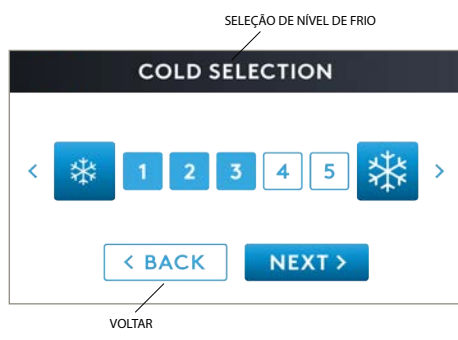 SELEÇÃO DE NÍVEL DE FRIO
COLD SELECTION
< 1 2 3 4 5 >
< BACK NEXT >
VOLTAR